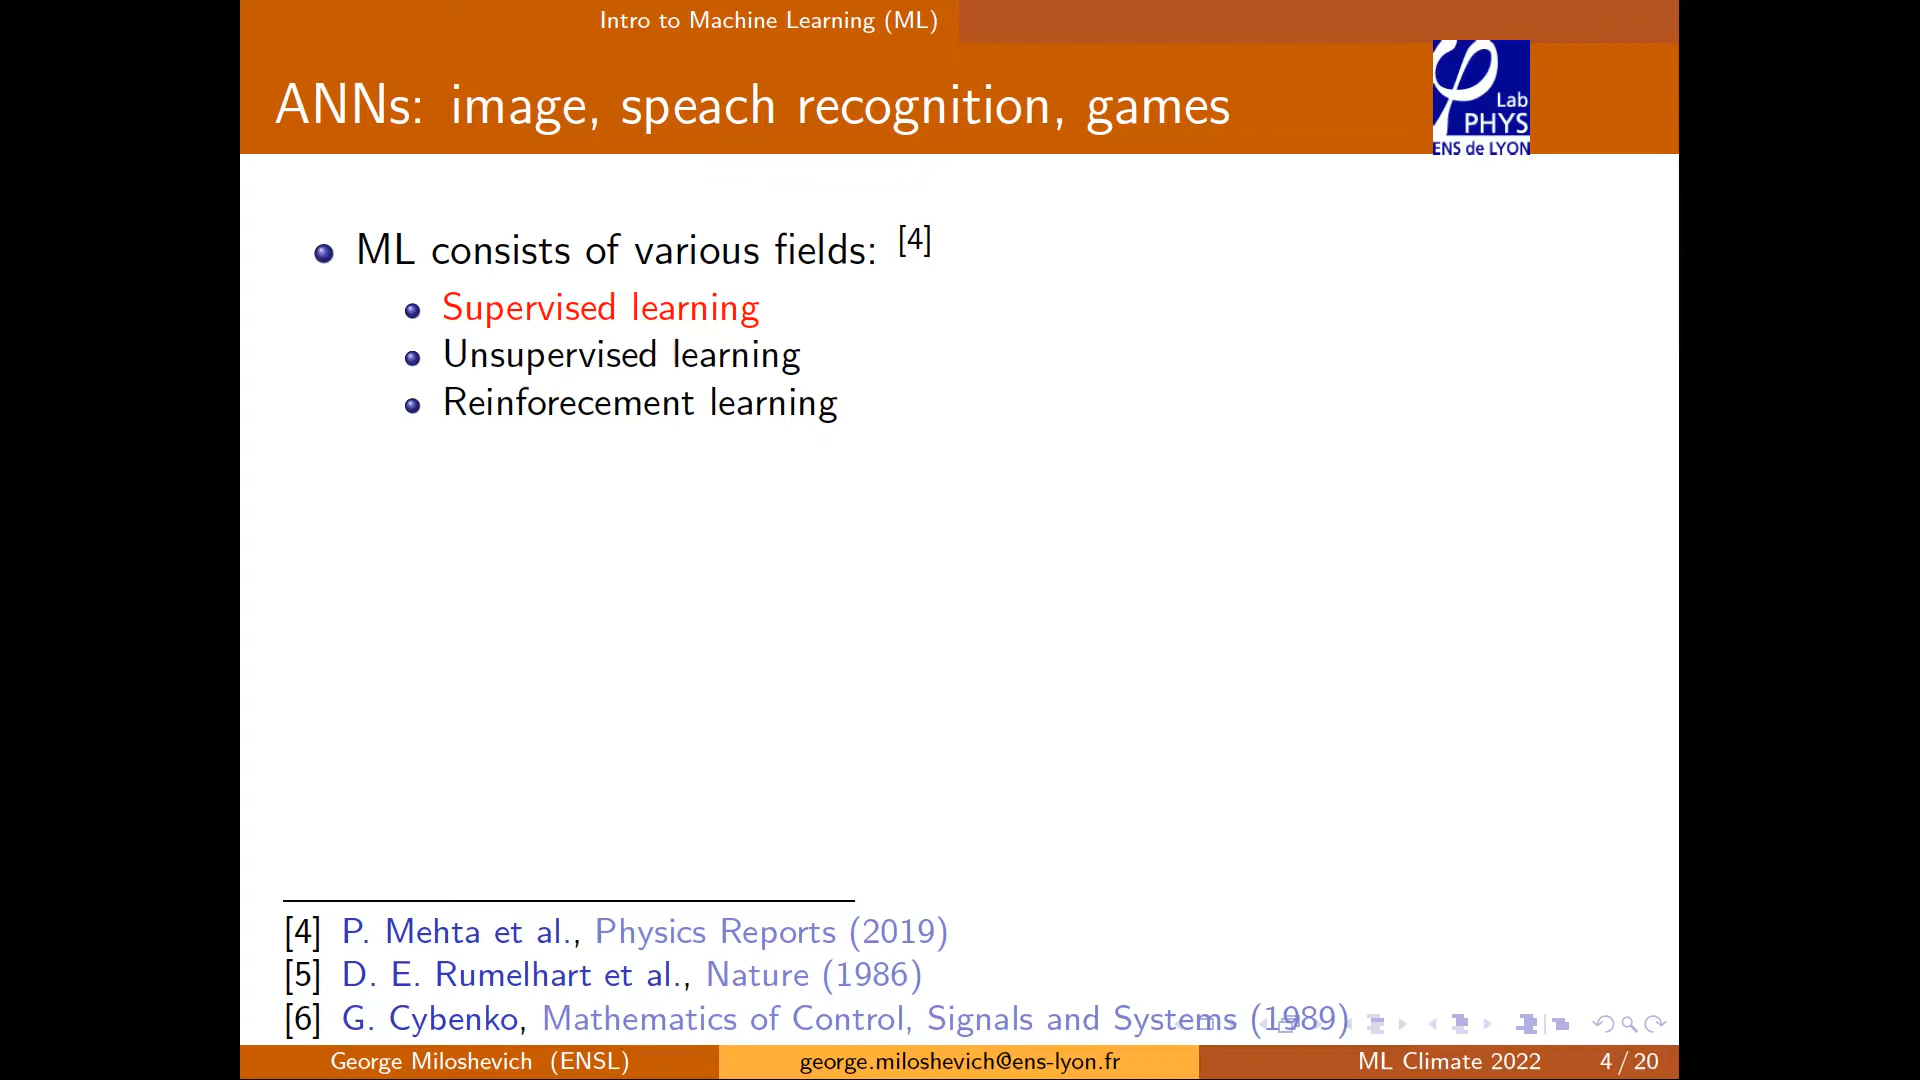 Intro to Machine Learning (ML)
ANNs: image, speach recognition, games
Lab
PHYS
ENS de LYON
ML consists of various fields: [4]
Supervised learning
Unsupervised learning
Reinforecement learning
[4] P. Mehta et al., Physics Reports (2019)
[5] D. E. Rumelhart et al., Nature (1986)
[6] G. Cybenko, Mathematics of Control, Signals and Systems (1989)
George Miloshevich (ENSL) george.miloshevich@ens-lyon.fr ML Climate 2022 4 / 20